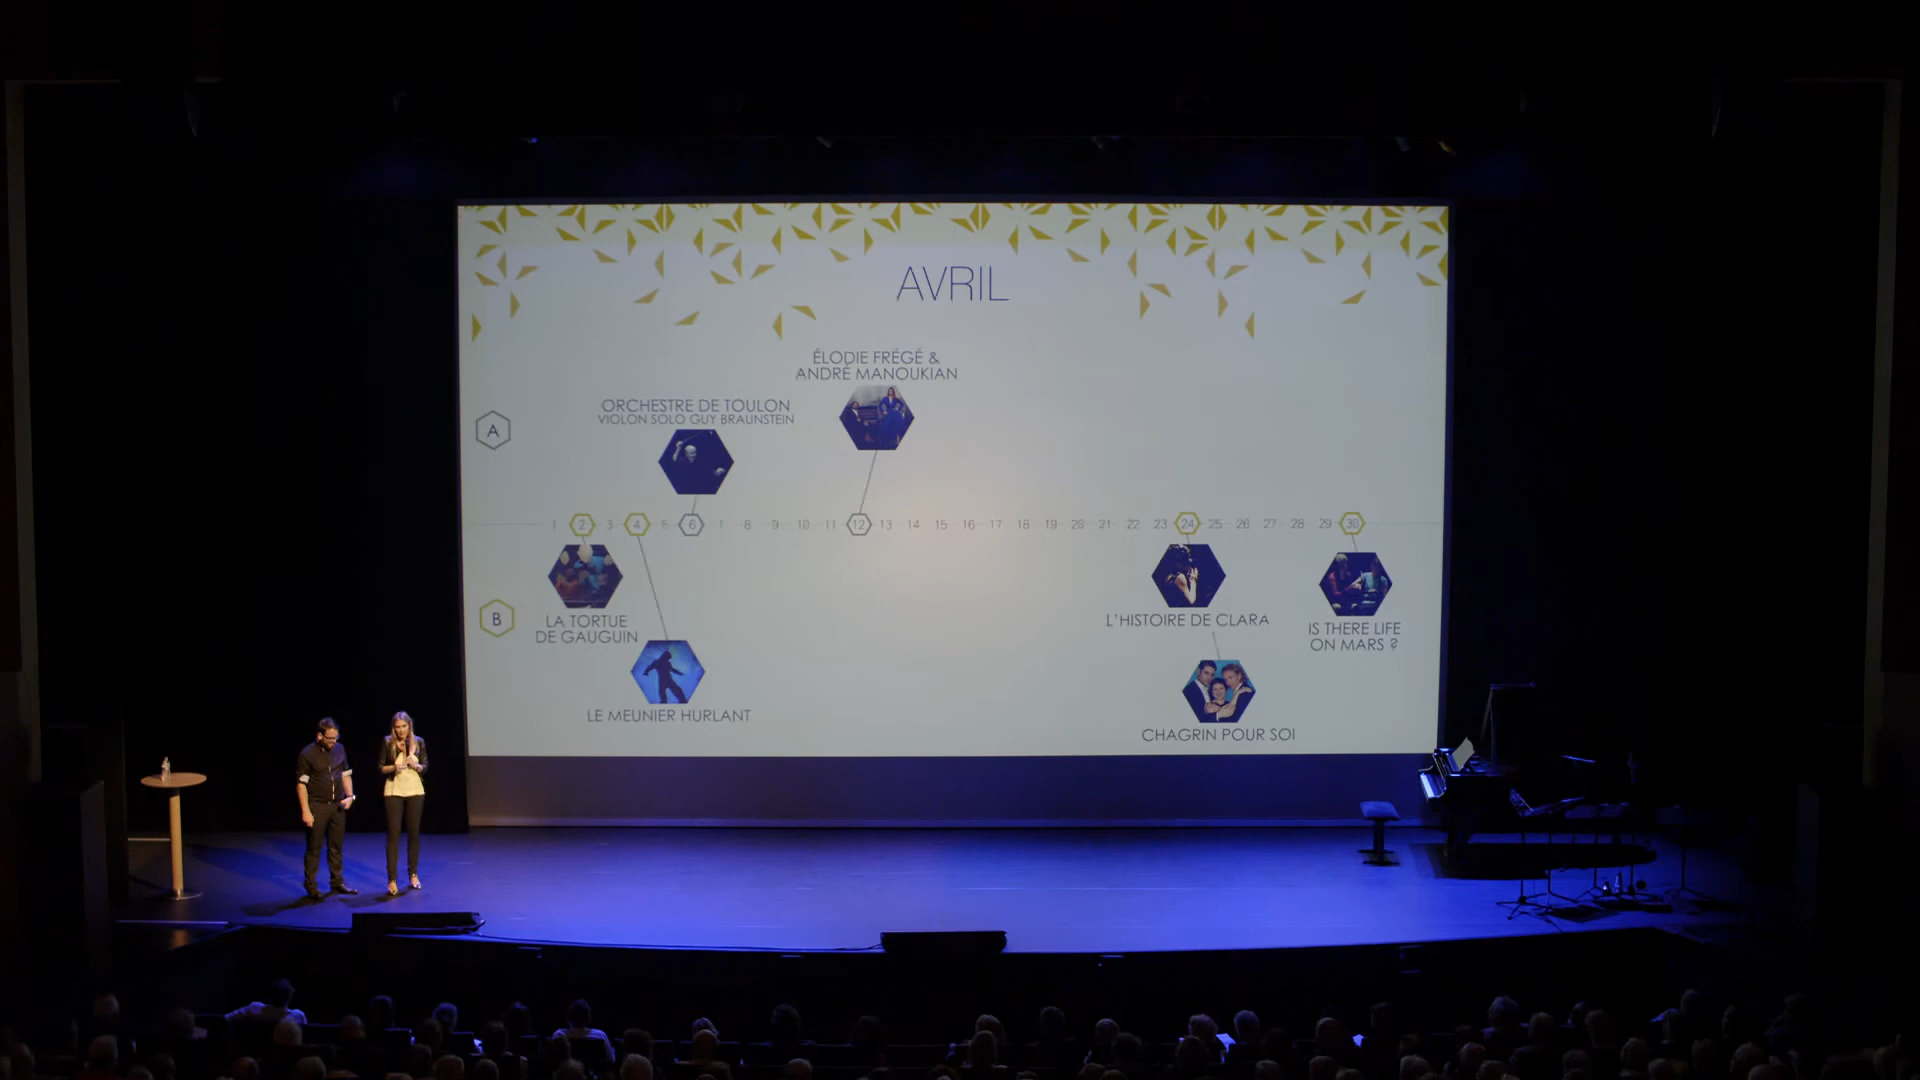 AVRIL
ÉLODIE FRÉGÉ &
ANDRÉ MANOUKIAN
ORCHESTRE DE TOULON
VIOLON SOLO GUY BRAUNSTEIN
A
1 2 3 4 5 6 7 8 9 10 11 12 13 14 15 16 17 18 19 20 21 22 23 24 25 26 27 28 29 30
B
LA TORTUE
DE GAUGUIN
L'HISTOIRE DE CLARA
IS THERE LIFE
ON MARS ?
LE MEUNIER HURLANT
CHAGRIN POUR SOI